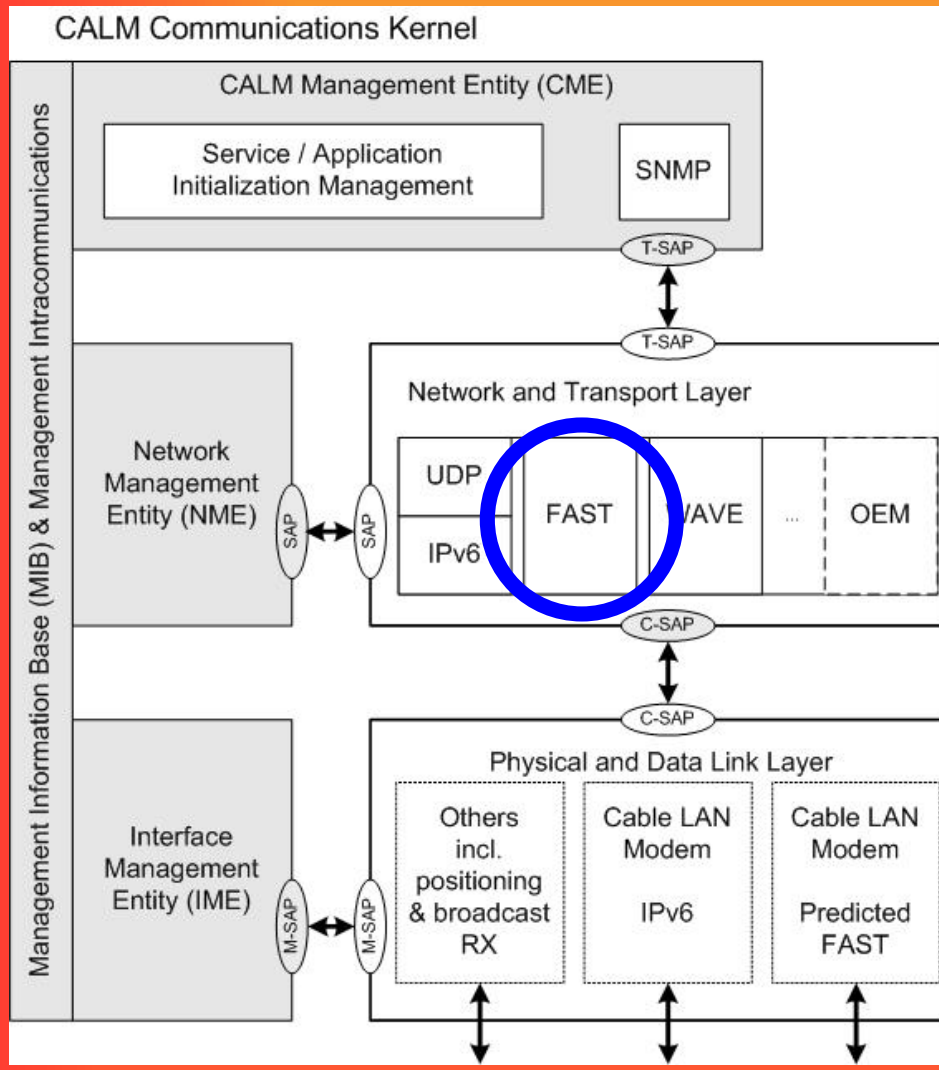 CALM Communications Kernel
Management Information Base (MIB) & Management Intracommunications
CALM Management Entity (CME)
Service / Application
Initialization Management
SNMP
T-SAP
T-SAP
Network
Management
Entity (NME)
SAP
SAP
Network and Transport Layer
UDP
IPv6
FAST
WAVE
...
OEM
C-SAP
C-SAP
Interface
Management
Entity (IME)
M-SAP
M-SAP
Physical and Data Link Layer
Others
incl.
positioning
& broadcast
RX
Cable LAN
Modem
IPv6
Cable LAN
Modem
Predicted
FAST